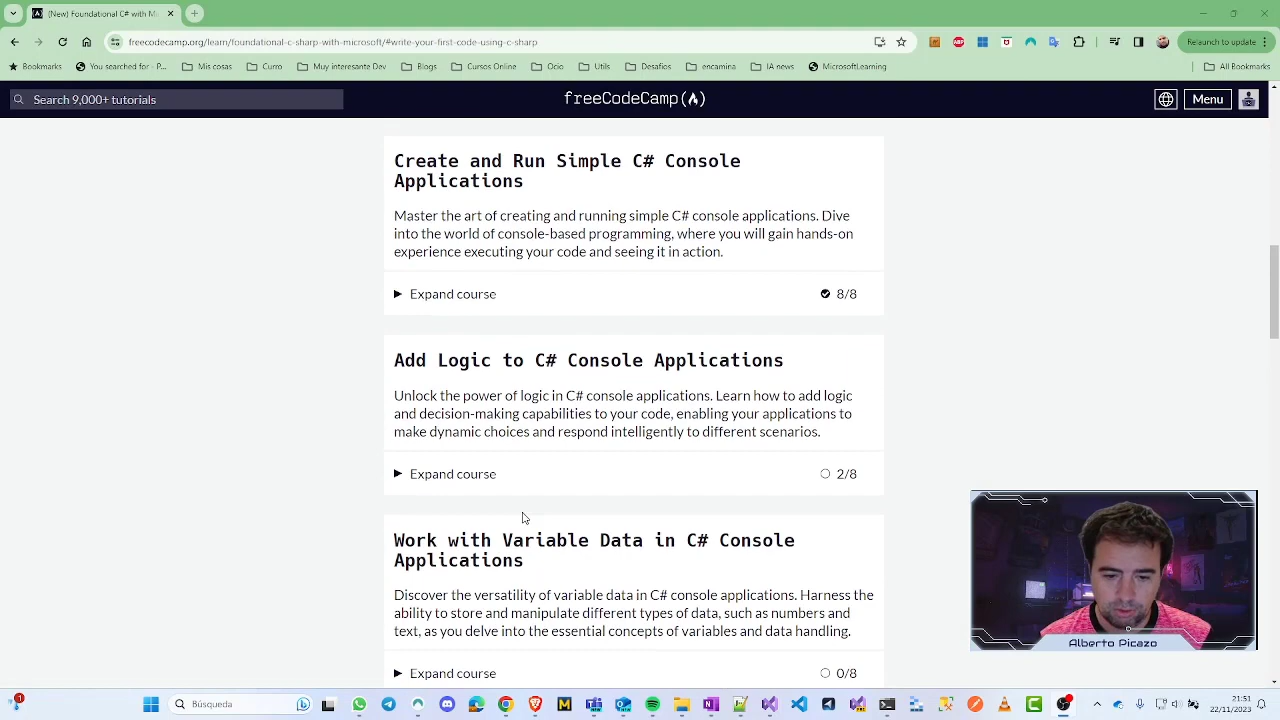 (New) Foundational C# with M
freecodecamp.org/learn/foundational-c-sharp-with-microsoft/#write-your-first-code-using-c-sharp
Relaunch to update
Bookmarks
You searched for - P...
Mis cosas
Curro
Muy interesante Dev
Blogs
Cursos Online
Ocio
Utils
Desafios
encamina
IA news
MicrosoftLearning
All Bookmarks
Search 9,000+ tutorials
freeCodeCamp
Menu
Create and Run Simple C# Console
Applications
Master the art of creating and running simple C# console applications. Dive
into the world of console-based programming, where you will gain hands-on
experience executing your code and seeing it in action.
Expand course
8/8
Add Logic to C# Console Applications
Unlock the power of logic in C# console applications. Learn how to add logic
and decision-making capabilities to your code, enabling your applications to
make dynamic choices and respond intelligently to different scenarios.
Expand course
2/8
Work with Variable Data in C# Console
Applications
Discover the versatility of variable data in C# console applications. Harness the
ability to store and manipulate different types of data, such as numbers and
text, as you delve into the essential concepts of variables and data handling.
Expand course
0/8
Alberto Picazo
Búsqueda
21:51
22/11/2023